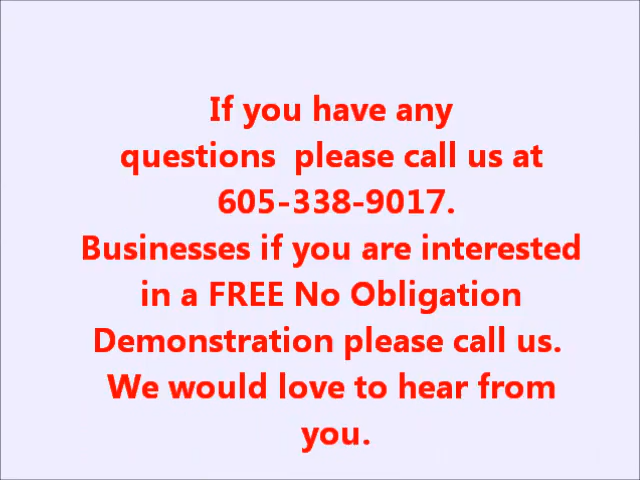 If you have any
questions  please call us at
605-338-9017.
Businesses if you are interested
in a FREE No Obligation
Demonstration please call us.
We would love to hear from
you.